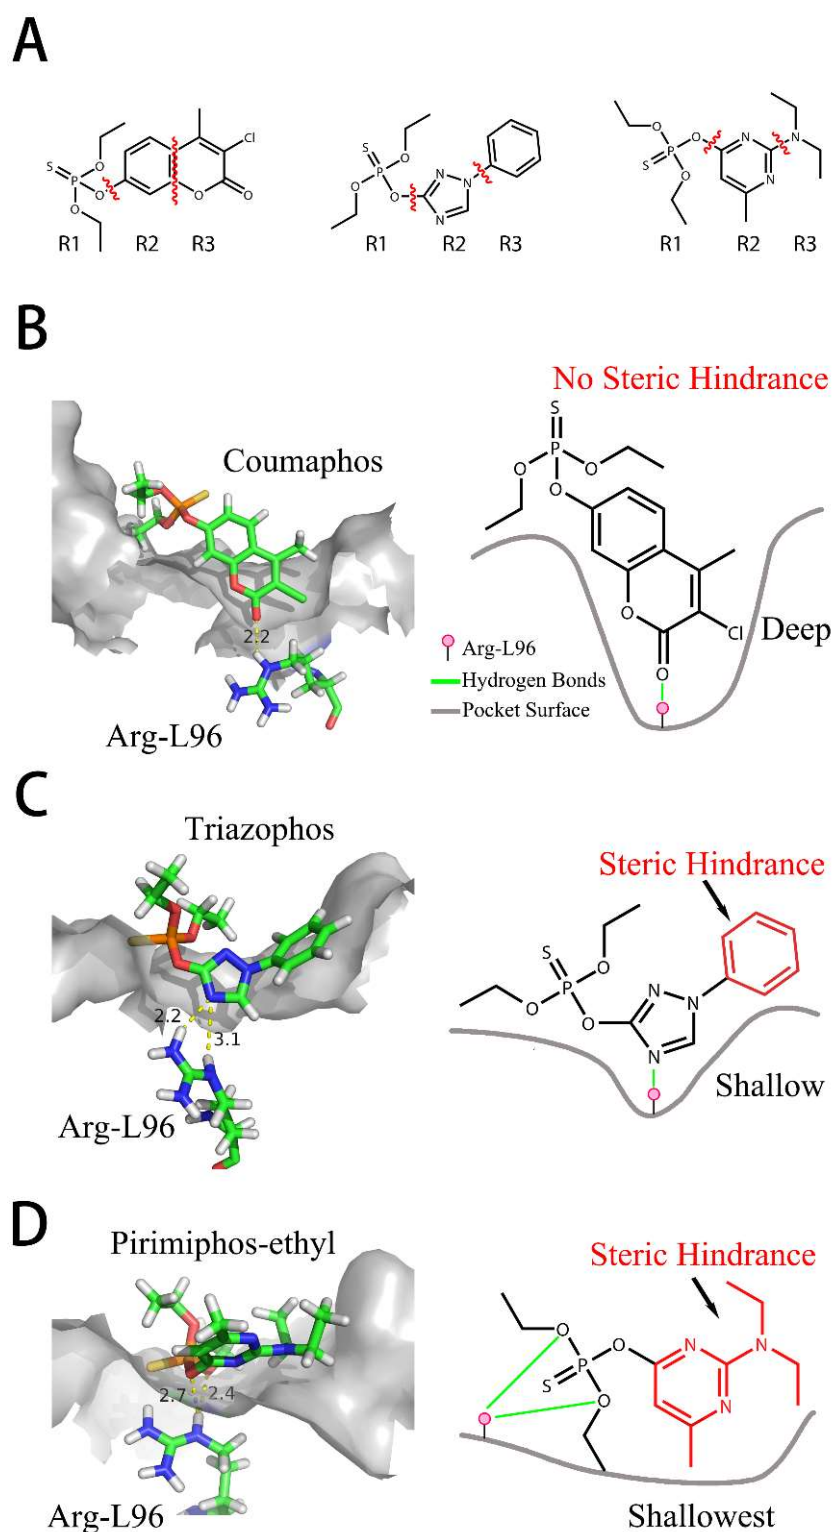 A
S
P
O
O
O
O
O
Cl
R1 R2 R3
S
P
O
O
O
N
N
N
R1 R2 R3
S
P
O
O
O
N
N
N
R1 R2 R3
B
No Steric Hindrance
Coumaphos
2.2
Arg-L96
S
P
O
O
O
O
O
Cl
Deep
Arg-L96
Hydrogen Bonds
Pocket Surface
C
Triazophos
2.2
3.1
Arg-L96
Steric Hindrance
S
P
O
O
O
N
N
N
Shallow
D
Pirimiphos-ethyl
2.7
2.4
Arg-L96
Steric Hindrance
O
O
P
S
O
N
N
N
Shallowest